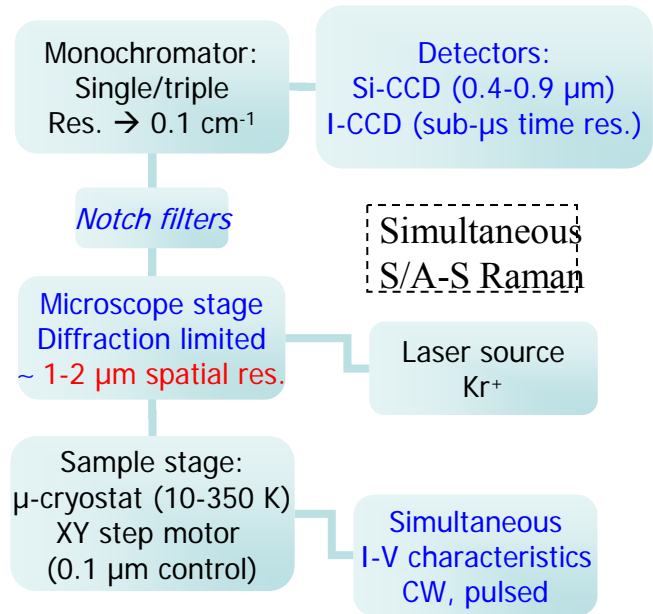 Monochromator:
Single/triple
Res. → 0.1 cm⁻¹
Detectors:
Si-CCD (0.4-0.9 µm)
I-CCD (sub-µs time res.)
Notch filters
Simultaneous
S/A-S Raman
Microscope stage
Diffraction limited
~ 1-2 µm spatial res.
Laser source
Kr⁺
Sample stage:
µ-cryostat (10-350 K)
XY step motor
(0.1 µm control)
Simultaneous
I-V characteristics
CW, pulsed